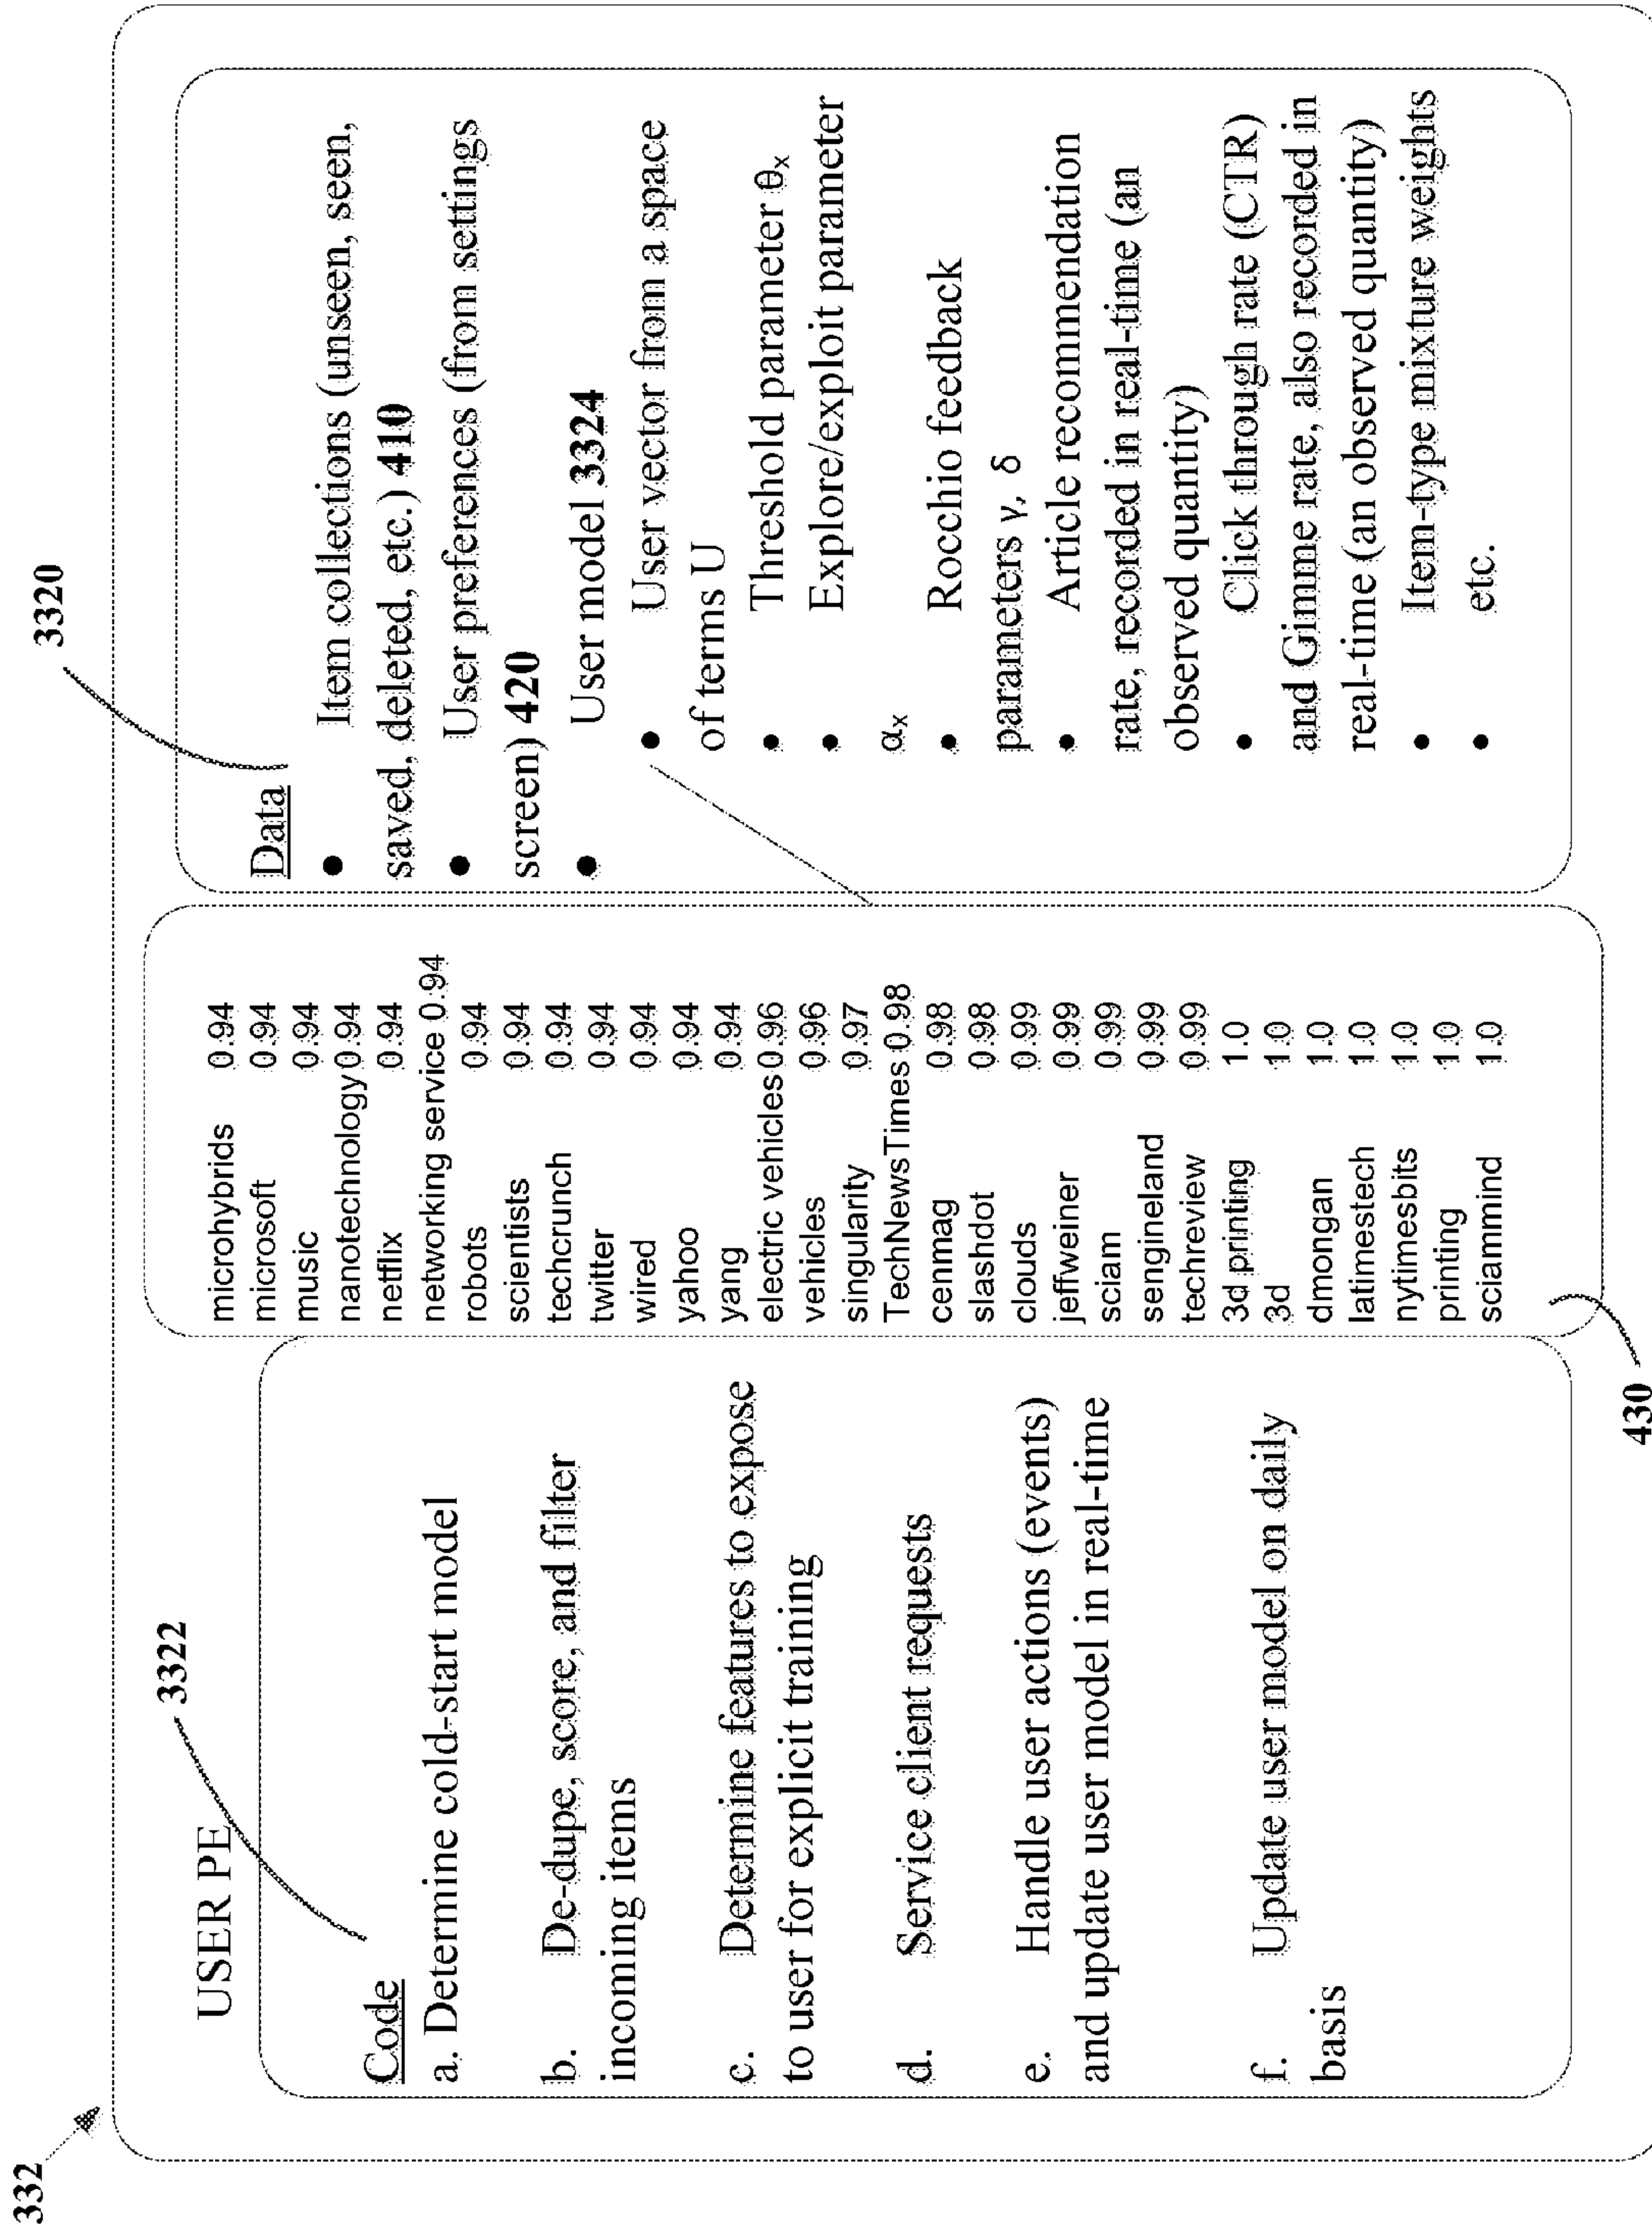 332
USER PE
3322
Code
a. Determine cold-start model
b. De-dupe, score, and filter
incoming items
c. Determine features to expose
to user for explicit training
d. Service client requests
e. Handle user actions (events)
and update user model in real-time
f. Update user model on daily
basis
microhybrids 0.94
microsoft 0.94
music 0.94
nanotechnology 0.94
netflix 0.94
networking service 0.94
robots 0.94
scientists 0.94
techcrunch 0.94
twitter 0.94
wired 0.94
yahoo 0.94
yang 0.94
electric vehicles 0.96
vehicles 0.96
singularity 0.97
TechNewsTimes 0.98
cenmag 0.98
slashdot 0.98
clouds 0.99
jeffweiner 0.99
sciam 0.99
sengineland 0.99
techreview 0.99
3d printing 1.0
3d 1.0
dmongan 1.0
latimestech 1.0
nytimesbits 1.0
printing 1.0
sciammind 1.0
430
3320
Data
• Item collections (unseen, seen,
saved, deleted, etc.) 410
• User preferences (from settings
screen) 420
• User model 3324
• User vector from a space
of terms U
• Threshold parameter θx
• Explore/exploit parameter
αx
• Rocchio feedback
parameters γ, δ
• Article recommendation
rate, recorded in real-time (an
observed quantity)
• Click through rate (CTR)
and Gimme rate, also recorded in
real-time (an observed quantity)
• Item-type mixture weights
• etc.